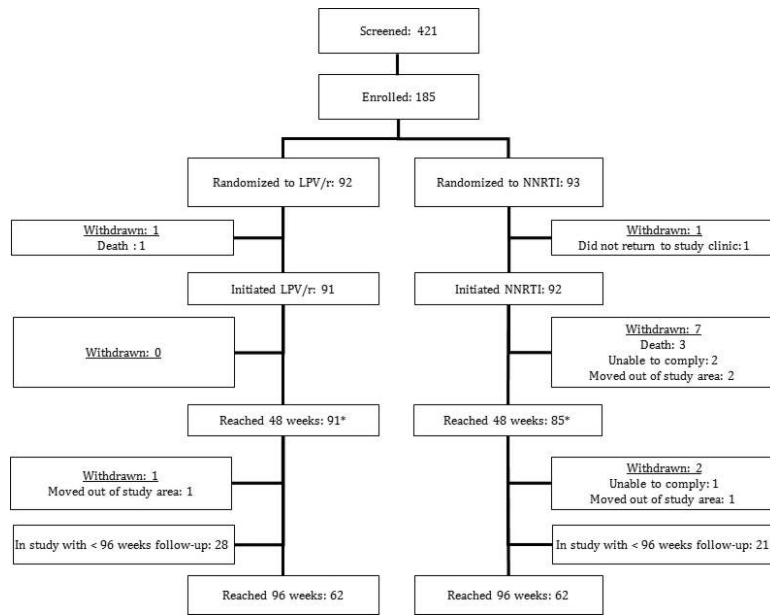 Screened: 421
Enrolled: 185
Randomized to LPV/r: 92
Randomized to NNRTI: 93
Withdrawn: 1
Death : 1
Withdrawn: 1
Did not return to study clinic: 1
Initiated LPV/r: 91
Initiated NNRTI: 92
Withdrawn: 0
Withdrawn: 7
Death: 3
Unable to comply: 2
Moved out of study area: 2
Reached 48 weeks: 91*
Reached 48 weeks: 85*
Withdrawn: 1
Moved out of study area: 1
Withdrawn: 2
Unable to comply: 1
Moved out of study area: 1
In study with < 96 weeks follow-up: 28
In study with < 96 weeks follow-up: 21
Reached 96 weeks: 62
Reached 96 weeks: 62